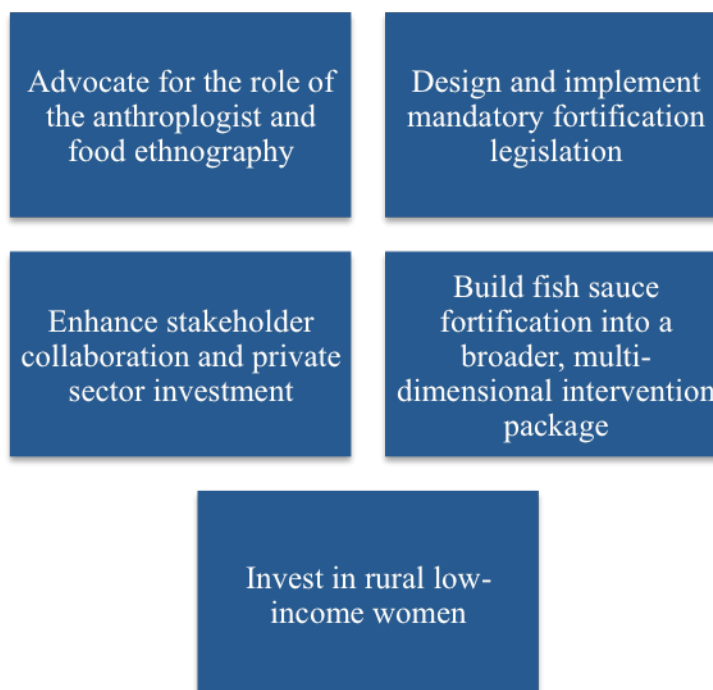 Advocate for the role of
the anthroplogist and
food ethnography
Design and implement
mandatory fortification
legislation
Enhance stakeholder
collaboration and private
sector investment
Build fish sauce
fortification into a
broader, multi-
dimensional intervention
package
Invest in rural low-
income women